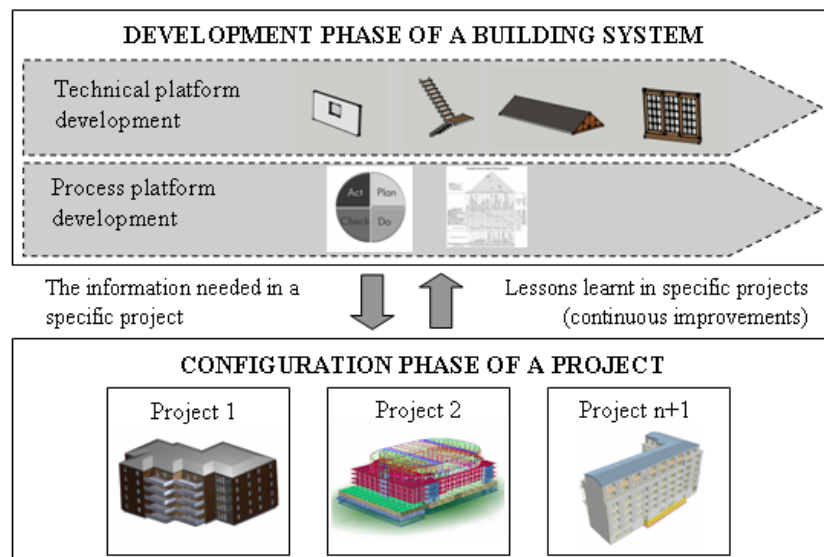 DEVELOPMENT PHASE OF A BUILDING SYSTEM
Technical platform
development
Process platform
development
Act
Plan
Check
Do
The information needed in a
specific project
Lessons learnt in specific projects
(continuous improvements)
CONFIGURATION PHASE OF A PROJECT
Project 1
Project 2
Project n+1